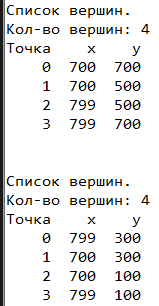 Список вершин.
Кол-во вершин: 4
Точка x y
0 700 700
1 700 500
2 799 500
3 799 700
Список вершин.
Кол-во вершин: 4
Точка x y
0 799 300
1 700 300
2 700 100
3 799 100